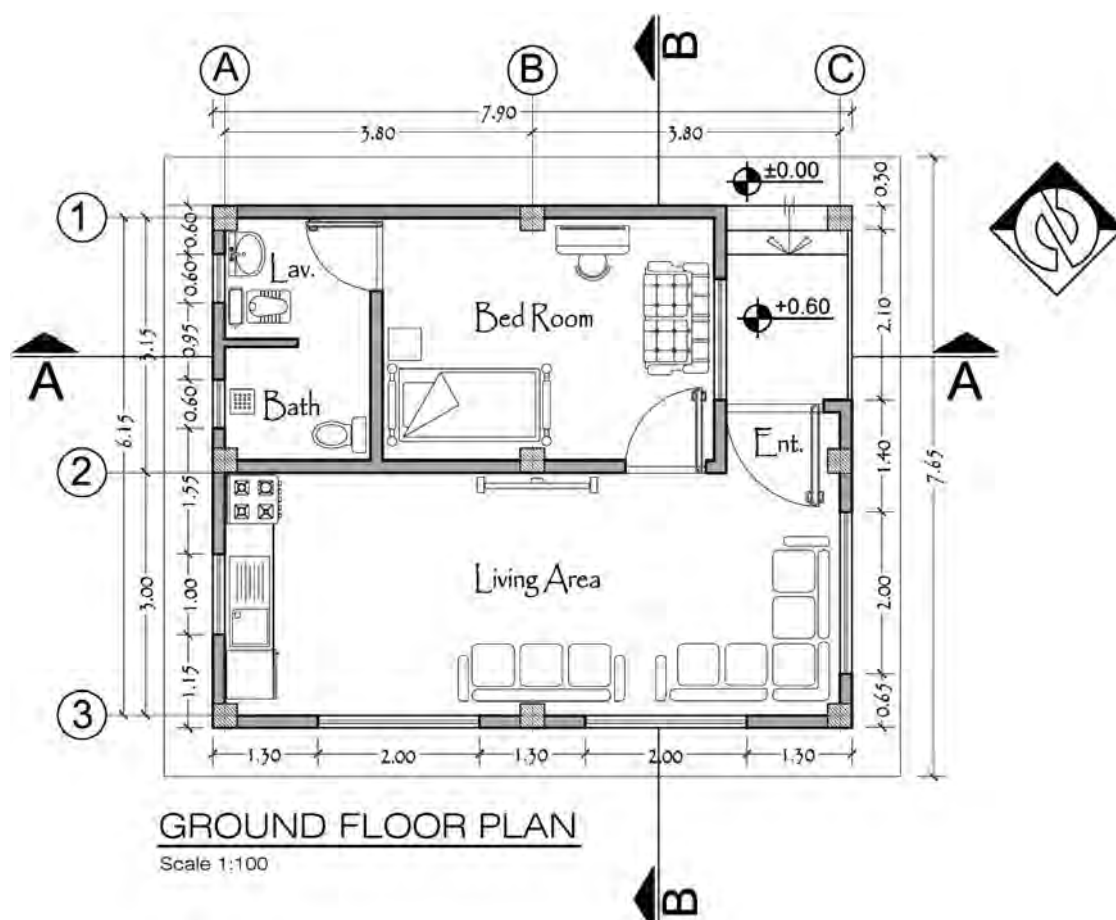 B
A
B
C
7.90
3.80
3.80
±0.00
0.30
1
0.60
Lav.
0.60
Bed Room
+0.60
2.10
3.15
0.95
A
A
6.15
0.60
Bath
Ent.
1.40
2
7.65
1.55
Living Area
3.00
1.00
2.00
1.15
0.65
3
1.30
2.00
1.30
2.00
1.30
GROUND FLOOR PLAN
Scale 1:100
B